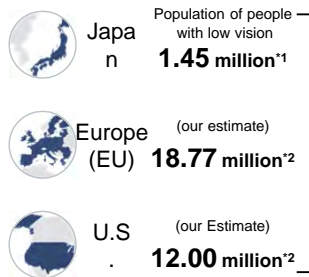 Population of people
with low vision
Japa
n
1.45 million*1
Europe
(EU)
(our estimate)
18.77 million*2
U.S
.
(our Estimate)
12.00 million*2